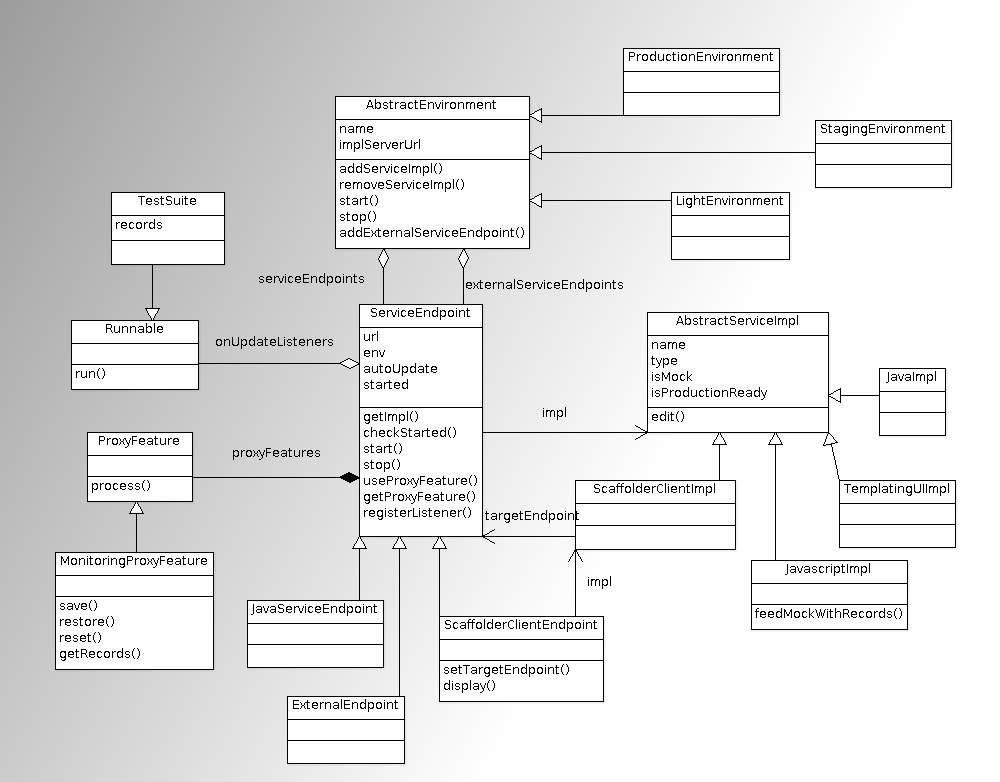 ProductionEnvironment
AbstractEnvironment
name
implServerUrl
addServiceImpl()
removeServiceImpl()
start()
stop()
addExternalServiceEndpoint()
StagingEnvironment
LightEnvironment
TestSuite
records
serviceEndpoints
externalServiceEndpoints
Runnable
run()
onUpdateListeners
ServiceEndpoint
url
env
autoUpdate
started
getImpl()
checkStarted()
start()
stop()
useProxyFeature()
getProxyFeature()
registerListener()
AbstractServiceImpl
name
type
isMock
isProductionReady
edit()
JavaImpl
impl
ProxyFeature
process()
proxyFeatures
ScaffolderClientImpl
TemplatingUIImpl
targetEndpoint
MonitoringProxyFeature
save()
restore()
reset()
getRecords()
JavascriptImpl
feedMockWithRecords()
impl
JavaServiceEndpoint
ScaffolderClientEndpoint
setTargetEndpoint()
display()
ExternalEndpoint